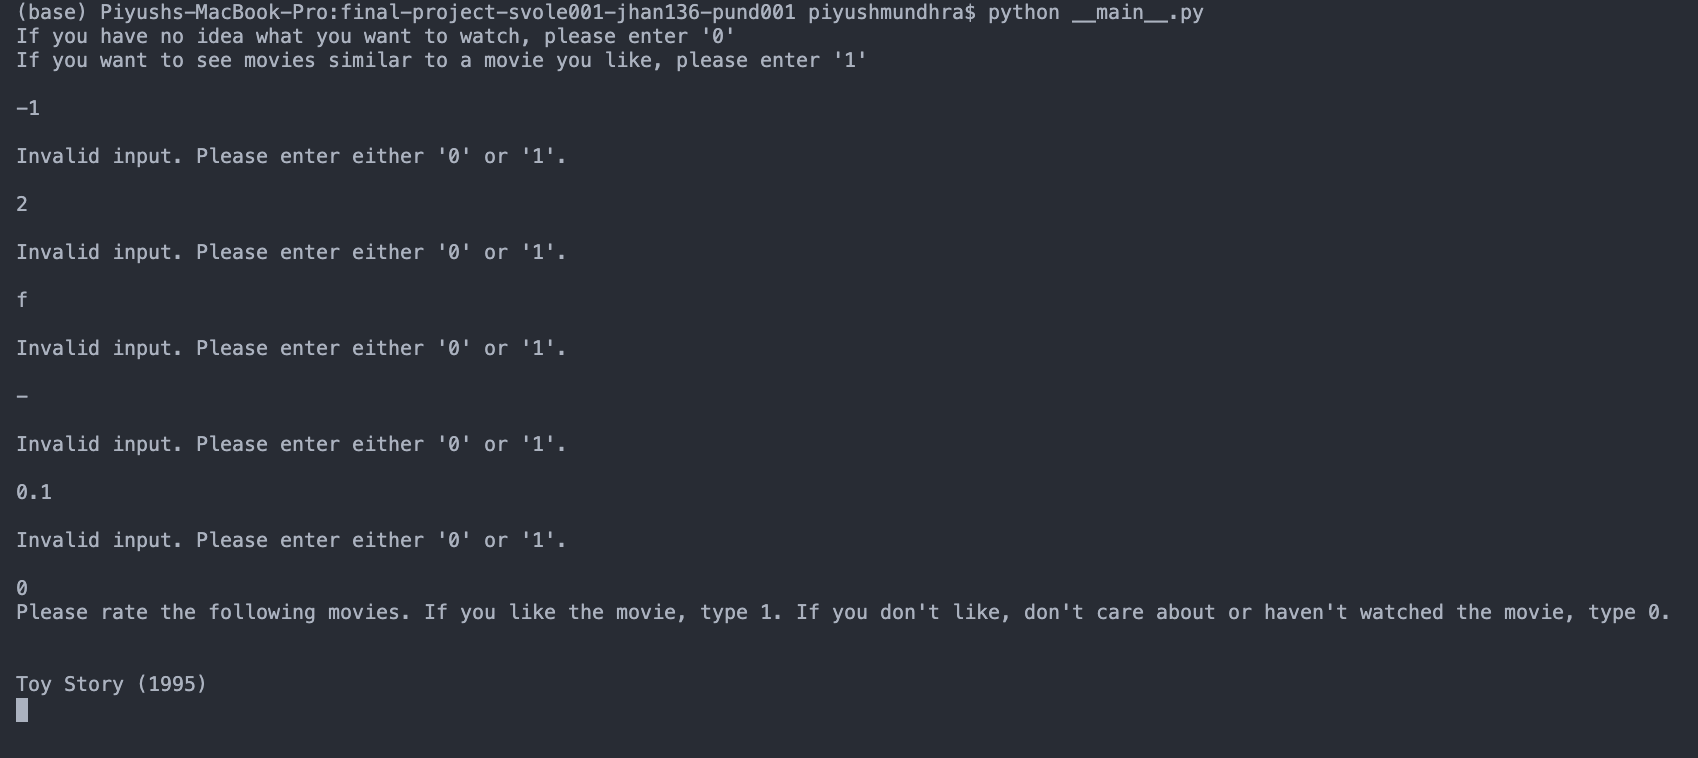 (base) Piyushs-MacBook-Pro:final-project-svole001-jhan136-pund001 piyushmundhra$ python __main__.py
If you have no idea what you want to watch, please enter '0'
If you want to see movies similar to a movie you like, please enter '1'
-1
Invalid input. Please enter either '0' or '1'.
2
Invalid input. Please enter either '0' or '1'.
f
Invalid input. Please enter either '0' or '1'.
-
Invalid input. Please enter either '0' or '1'.
0.1
Invalid input. Please enter either '0' or '1'.
0
Please rate the following movies. If you like the movie, type 1. If you don't like, don't care about or haven't watched the movie, type 0.
Toy Story (1995)